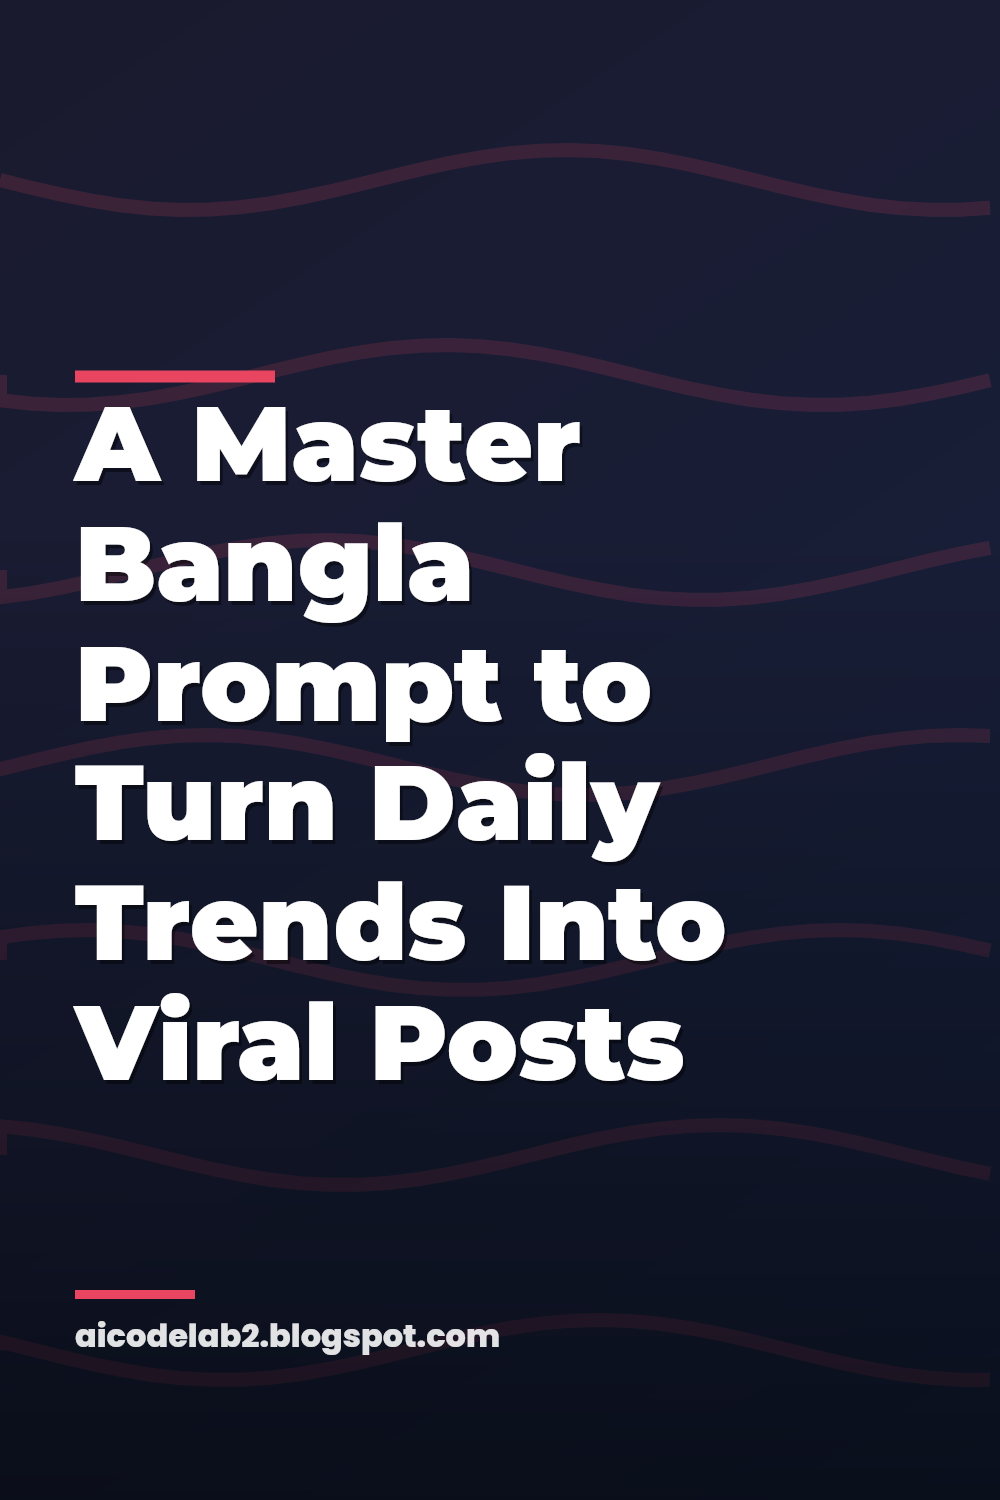 A Master
Bangla
Prompt to
Turn Daily
Trends Into
Viral Posts
aicodelab2.blogspot.com